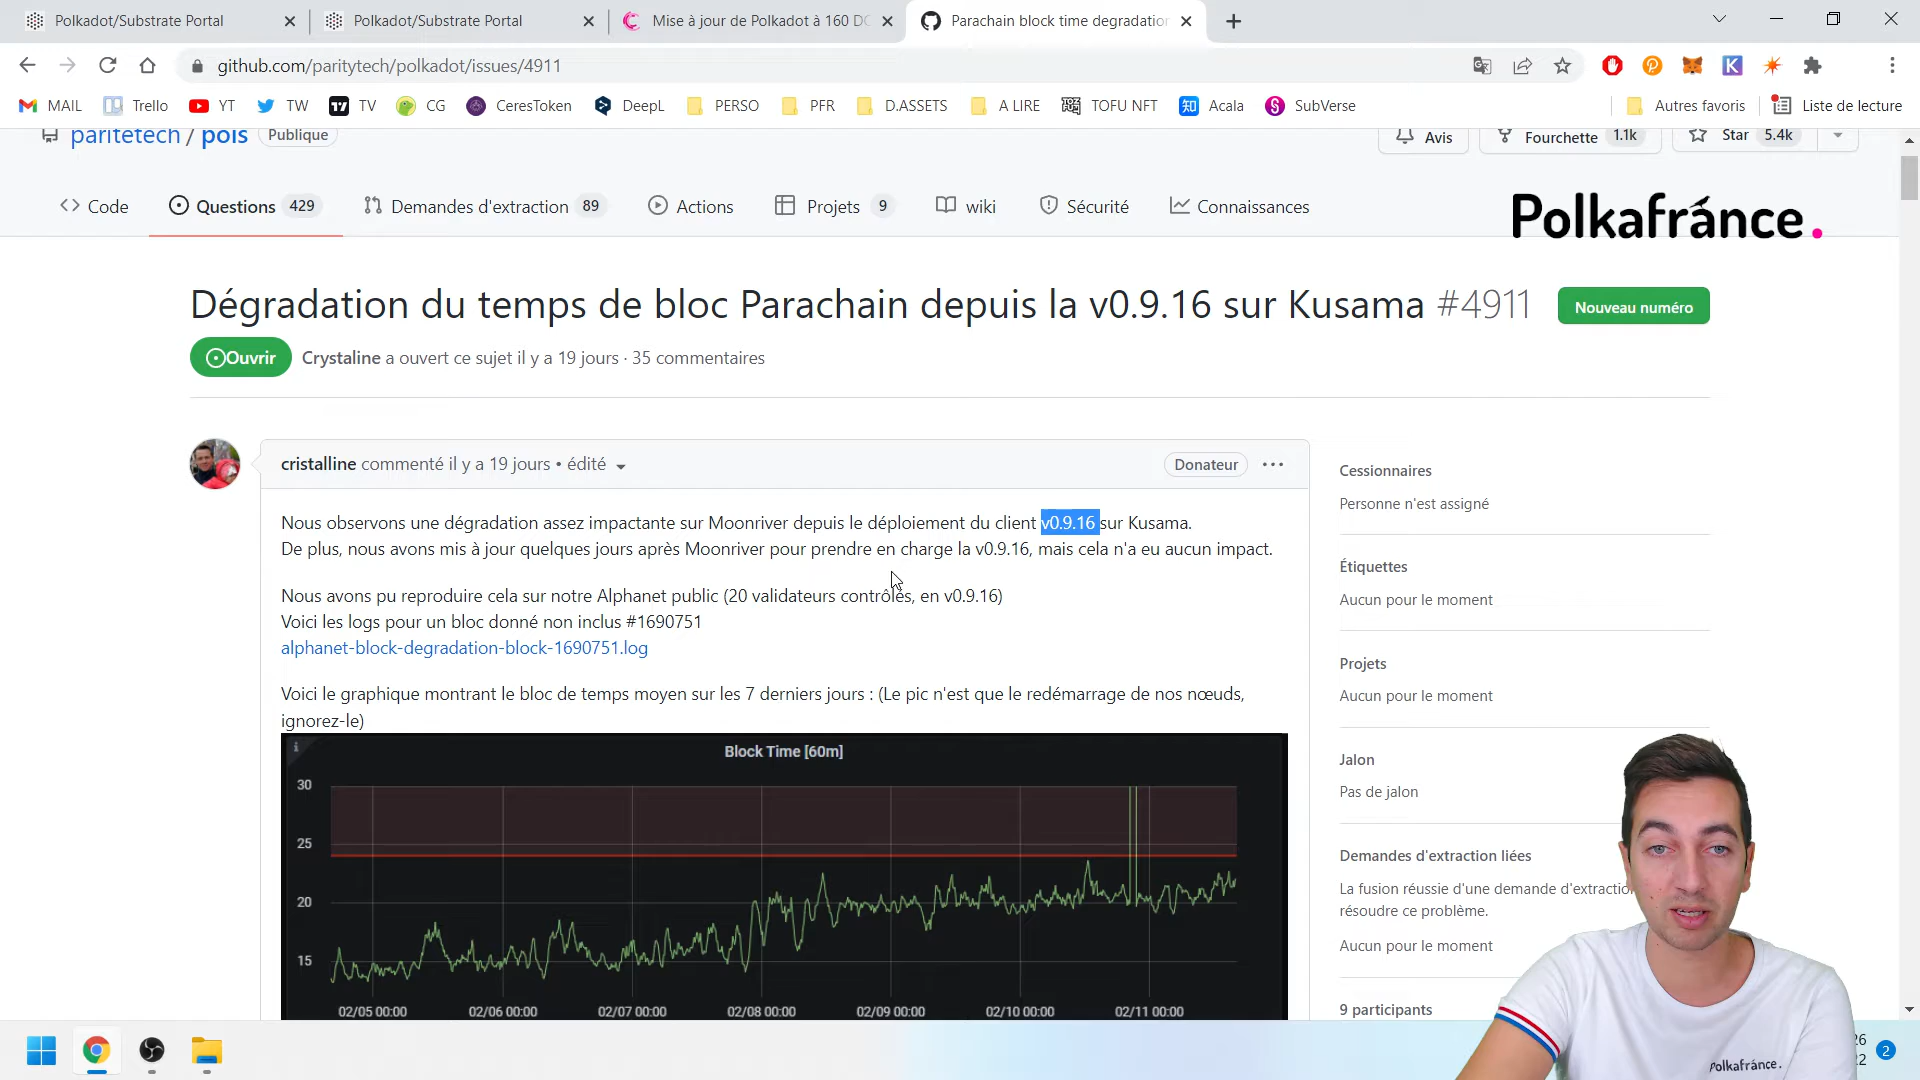 Polkadot/Substrate Portal
Polkadot/Substrate Portal
Mise à jour de Polkadot à 160 DO
Parachain block time degradation
github.com/paritytech/polkadot/issues/4911
MAIL
Trello
YT
TW
TV
CG
CeresToken
DeepL
PERSO
PFR
D.ASSETS
A LIRE
TOFU NFT
Acala
SubVerse
Autres favoris
Liste de lecture
paritetech / pois
Publique
Avis
Fourchette 1.1k
Star 5.4k
Code
Questions 429
Demandes d'extraction 89
Actions
Projets 9
wiki
Sécurité
Connaissances
Polkafránce.
Dégradation du temps de bloc Parachain depuis la v0.9.16 sur Kusama #4911
Nouveau numéro
Ouvrir
Crystaline a ouvert ce sujet il y a 19 jours · 35 commentaires
cristalline commenté il y a 19 jours • édité
Donateur
Nous observons une dégradation assez impactante sur Moonriver depuis le déploiement du client v0.9.16 sur Kusama.
De plus, nous avons mis à jour quelques jours après Moonriver pour prendre en charge la v0.9.16, mais cela n'a eu aucun impact.
Nous avons pu reproduire cela sur notre Alphanet public (20 validateurs contrôlés, en v0.9.16)
Voici les logs pour un bloc donné non inclus #1690751
alphanet-block-degradation-block-1690751.log
Voici le graphique montrant le bloc de temps moyen sur les 7 derniers jours : (Le pic n'est que le redémarrage de nos nœuds,
ignorez-le)
Block Time [60m]
30
25
20
15
02/05 00:00
02/06 00:00
02/07 00:00
02/08 00:00
02/09 00:00
02/10 00:00
02/11 00:00
Cessionnaires
Personne n'est assigné
Étiquettes
Aucun pour le moment
Projets
Aucun pour le moment
Jalon
Pas de jalon
Demandes d'extraction liées
La fusion réussie d'une demande d'extractio
résoudre ce problème.
Aucun pour le moment
9 participants
Polkafránce.
26
22
2